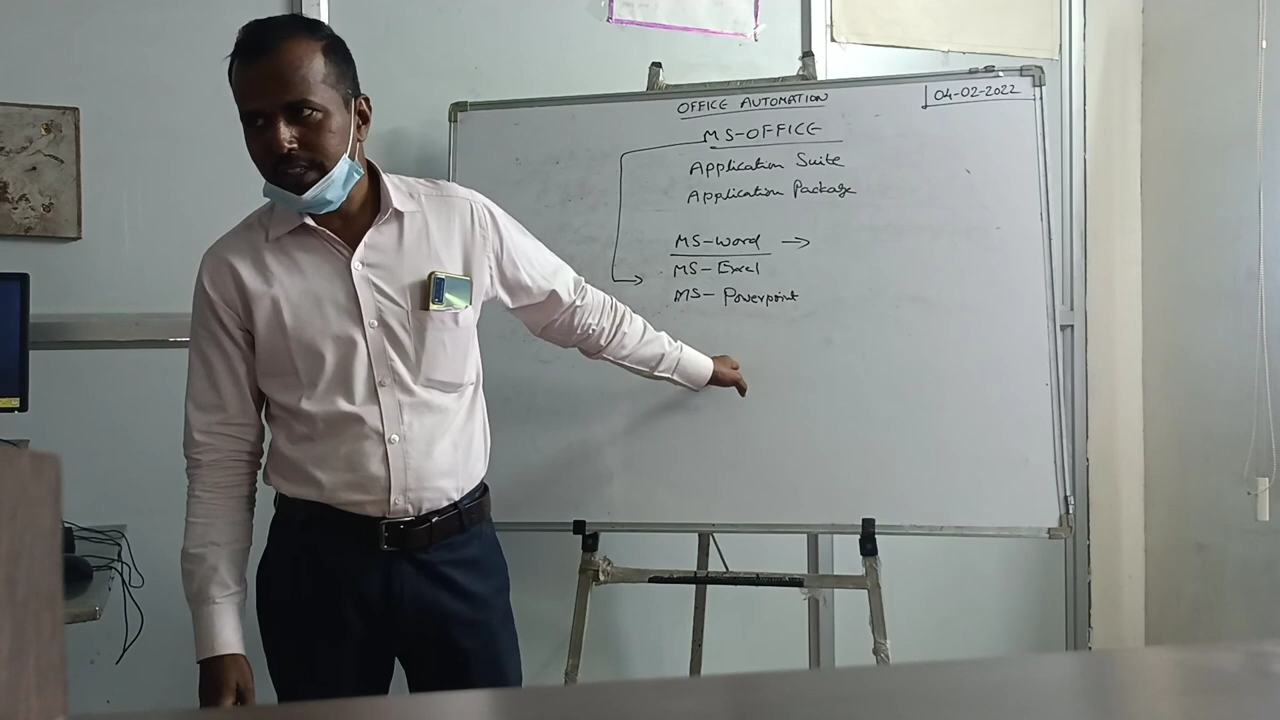 OFFICE AUTOMATION
04-02-2022
MS-OFFICE
Application Suite
Application Package
MS-Word →
MS-Excel
MS-Powerpoint